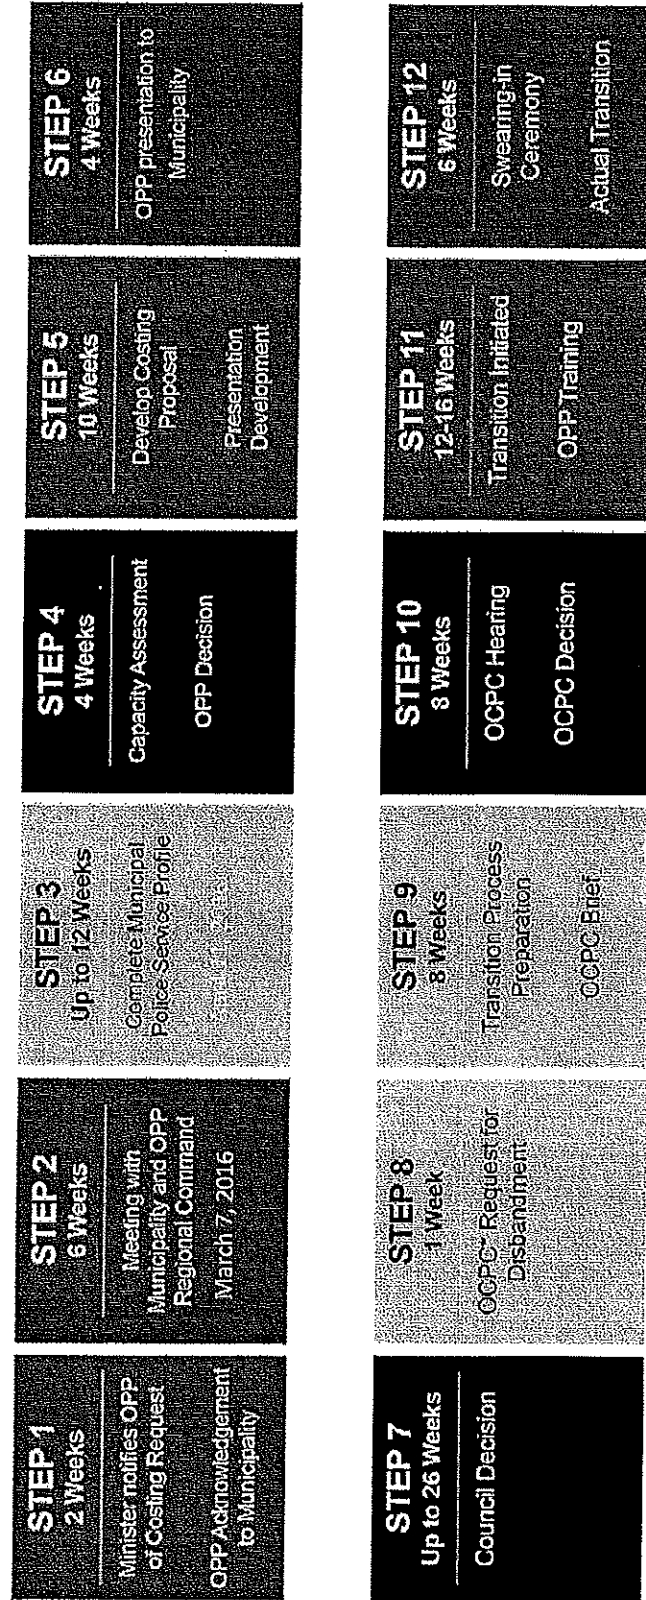 STEP 1
2 Weeks
Minister notifies OPP
of Costing Request
OPP Acknowledgement
to Municipality
STEP 2
6 Weeks
Meeting with
Municipality and OPP
Regional Command
March 7, 2016
STEP 3
Up to 12 Weeks
Complete Municipal
Police Service Profile
STEP 4
4 Weeks
Capacity Assessment
OPP Decision
STEP 5
10 Weeks
Develop Costing
Proposal
Presentation
Development
STEP 6
4 Weeks
OPP presentation to
Municipality
STEP 7
Up to 26 Weeks
Council Decision
STEP 8
1 Week
OCPC* Request for
Disbandment
STEP 9
8 Weeks
Transition Process
Preparation
OCPC Brief
STEP 10
8 Weeks
OCPC Hearing
OCPC Decision
STEP 11
12-16 Weeks
Transition Initiated
OPP Training
STEP 12
6 Weeks
Swearing-In
Ceremony
Actual Transition